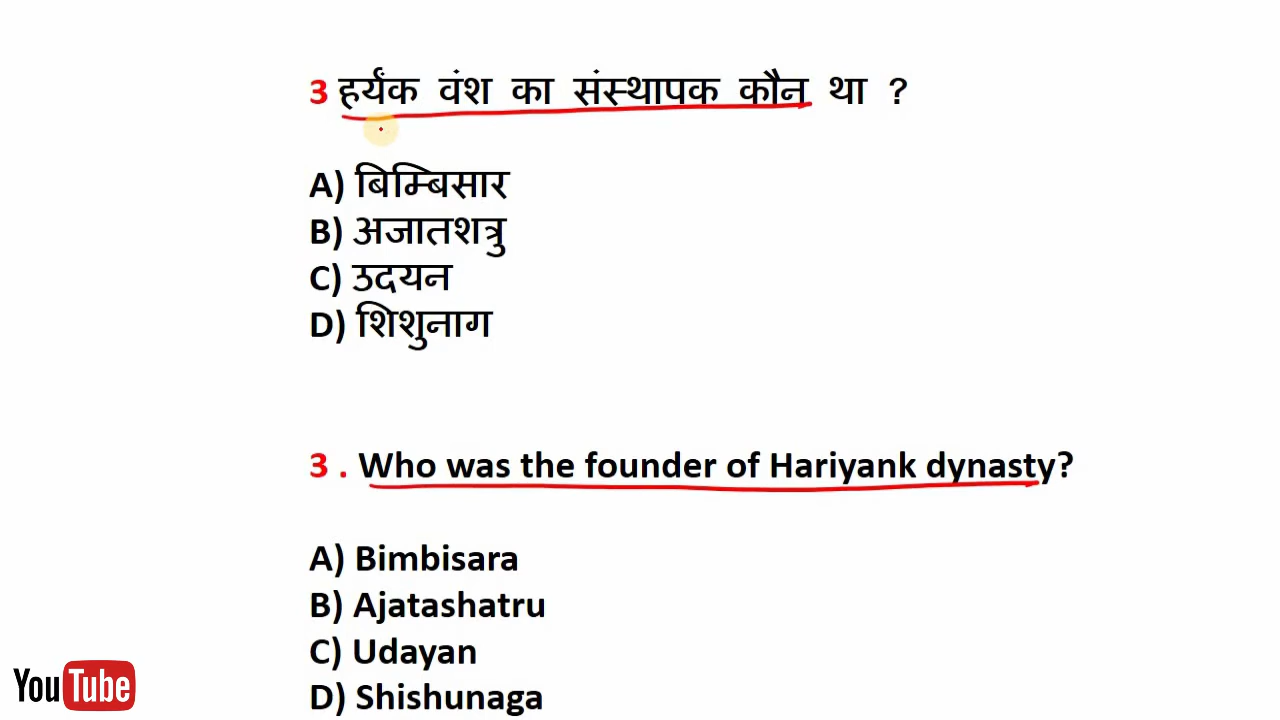 3 हर्यंक वंश का संस्थापक कौन था ?
A) बिम्बिसार
B) अजातशत्रु
C) उदयन
D) शिशुनाग
3 . Who was the founder of Hariyank dynasty?
A) Bimbisara
B) Ajatashatru
C) Udayan
D) Shishunaga
YouTube